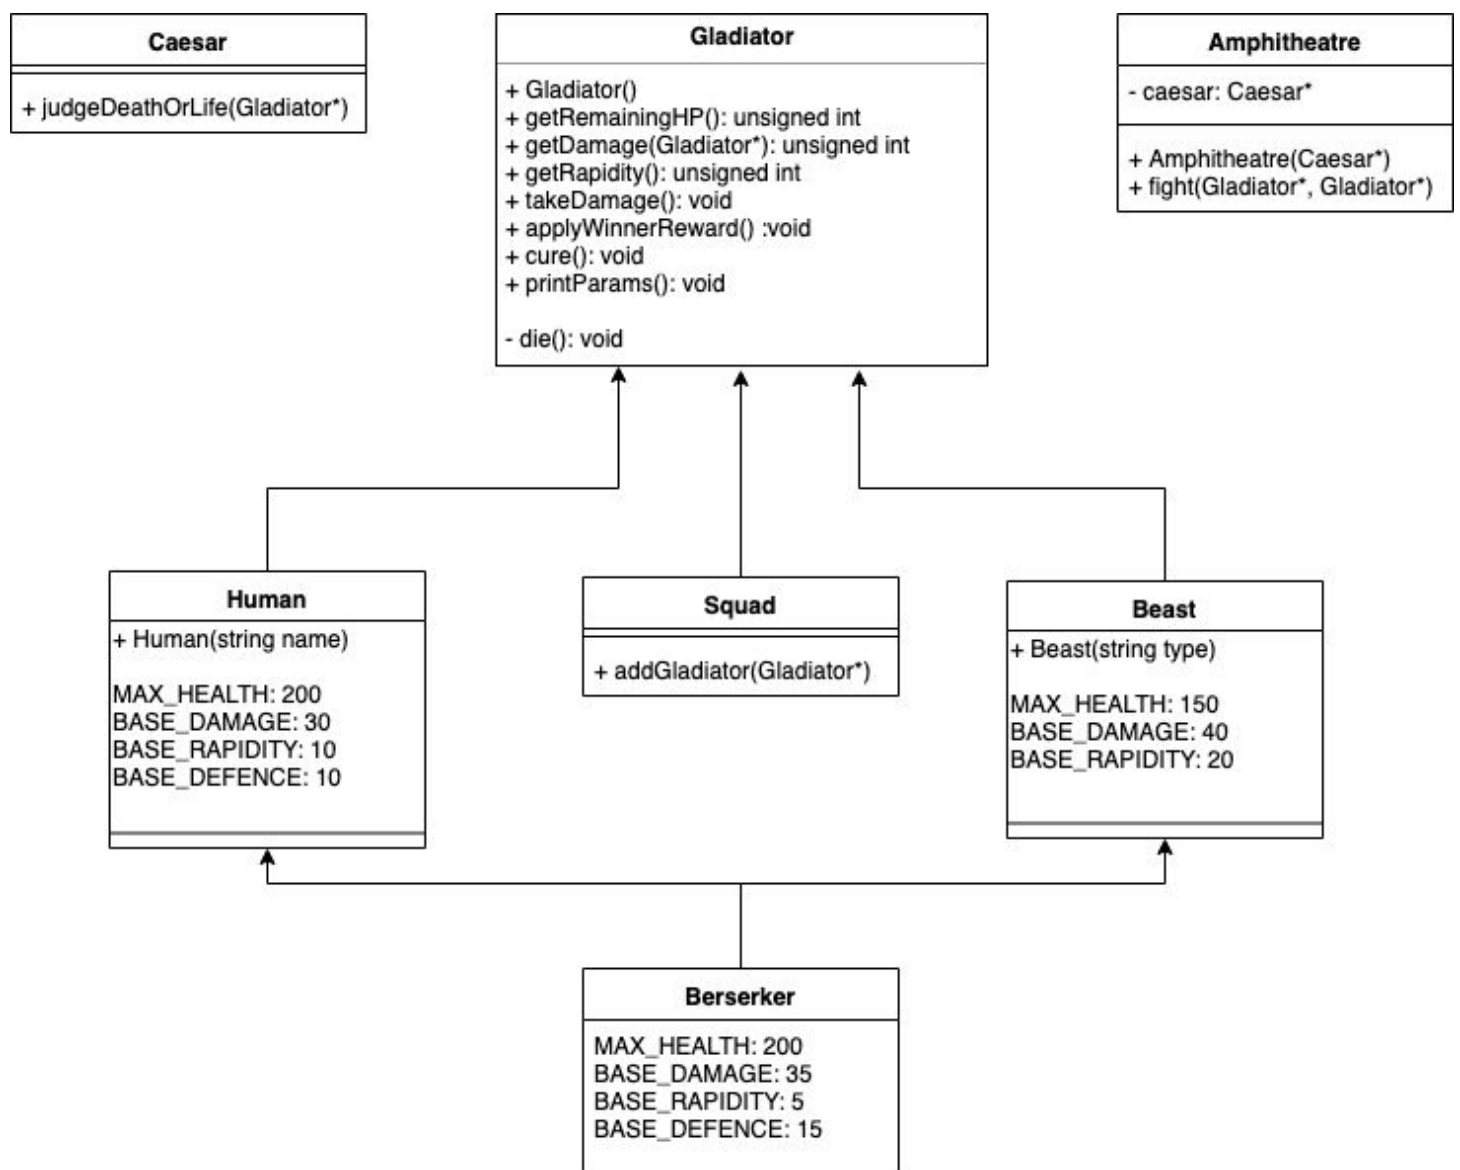 Caesar
+ judgeDeathOrLife(Gladiator*)
Gladiator
+ Gladiator()
+ getRemainingHP(): unsigned int
+ getDamage(Gladiator*): unsigned int
+ getRapidity(): unsigned int
+ takeDamage(): void
+ applyWinnerReward() :void
+ cure(): void
+ printParams(): void
- die(): void
Amphitheatre
- caesar: Caesar*
+ Amphitheatre(Caesar*)
+ fight(Gladiator*, Gladiator*)
Human
+ Human(string name)
MAX_HEALTH: 200
BASE_DAMAGE: 30
BASE_RAPIDITY: 10
BASE_DEFENCE: 10
Squad
+ addGladiator(Gladiator*)
Beast
+ Beast(string type)
MAX_HEALTH: 150
BASE_DAMAGE: 40
BASE_RAPIDITY: 20
Berserker
MAX_HEALTH: 200
BASE_DAMAGE: 35
BASE_RAPIDITY: 5
BASE_DEFENCE: 15